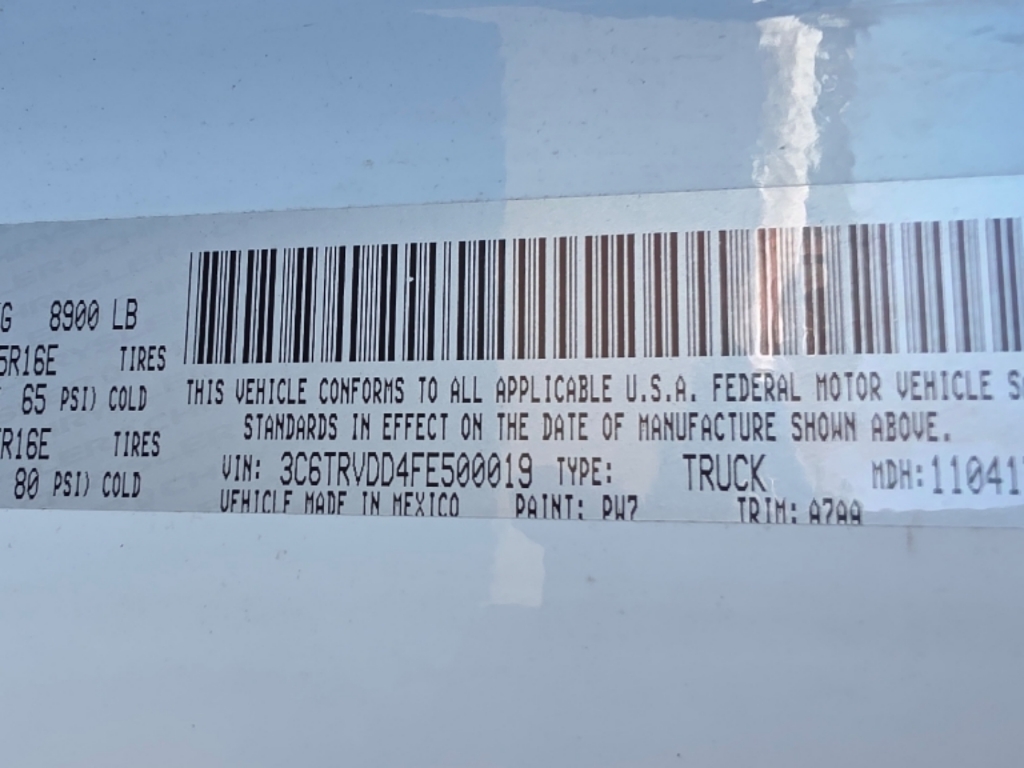 8900 LB
5R16E TIRES
65 PSI) COLD
R16E TIRES
80 PSI) COLD
THIS VEHICLE CONFORMS TO ALL APPLICABLE U.S.A. FEDERAL MOTOR VEHICLE
STANDARDS IN EFFECT ON THE DATE OF MANUFACTURE SHOWN ABOVE.
VIN: 3C6TRVDD4FE500019 TYPE: TRUCK MDH: 11041
VEHICLE MADE IN MEXICO PAINT: PW7 TRIM: A7AA